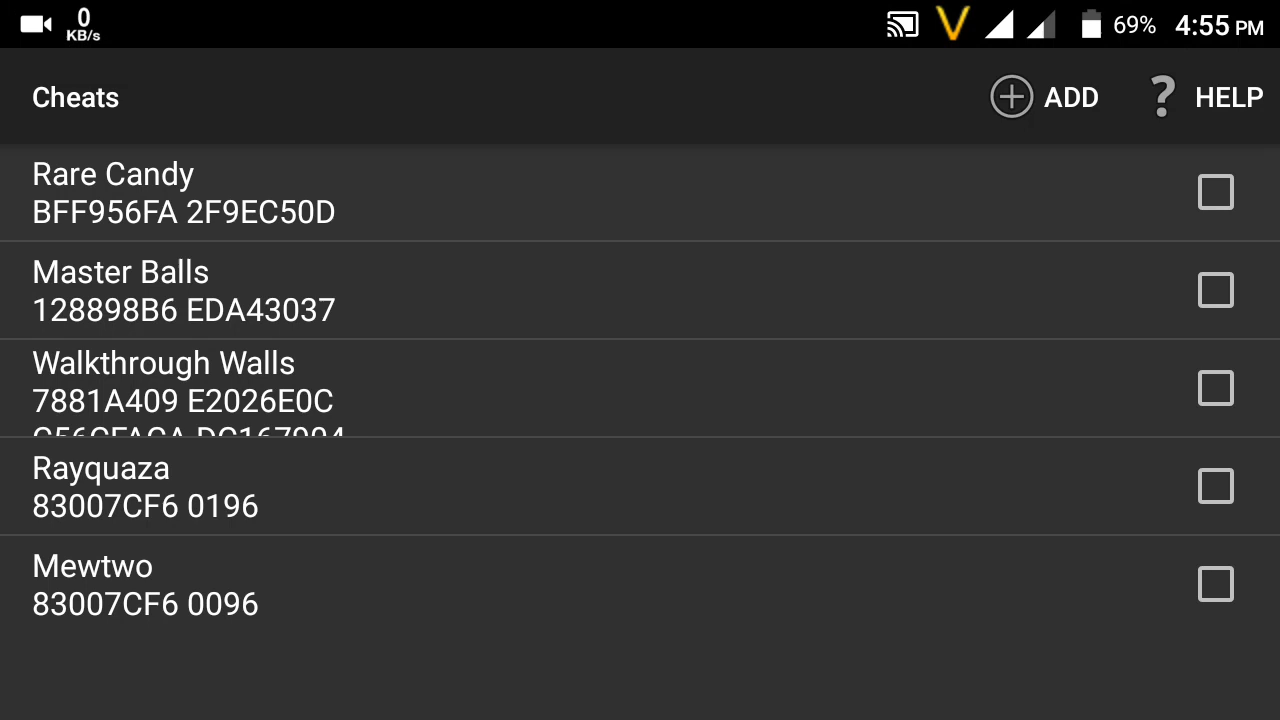 0
KB/s
69% 4:55 PM
Cheats
ADD
HELP
Rare Candy
BFF956FA 2F9EC50D
Master Balls
128898B6 EDA43037
Walkthrough Walls
7881A409 E2026E0C
Rayquaza
83007CF6 0196
Mewtwo
83007CF6 0096